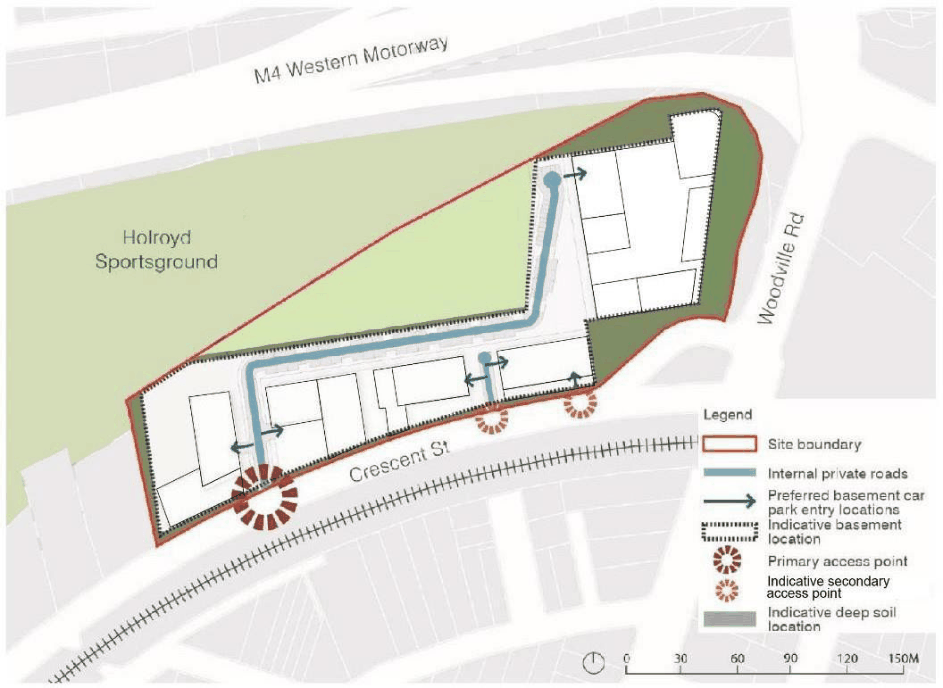 M4 Western Motorway
Holroyd
Sportsground
Woodville Rd
Crescent St
Legend
Site boundary
Internal private roads
Preferred basement car
park entry locations
Indicative basement
location
Primary access point
Indicative secondary
access point
Indicative deep soil
location
0 30 60 90 120 150M